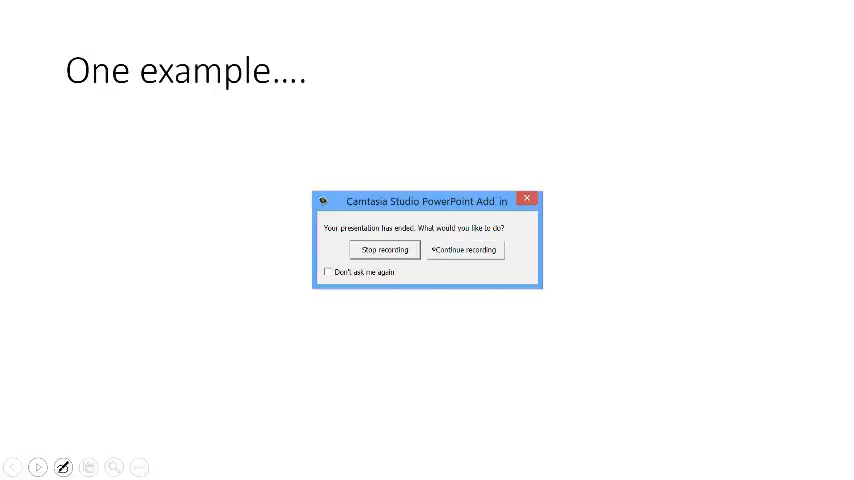 One example....
Camtasia Studio PowerPoint Add in
Your presentation has ended. What would you like to do?
Stop recording
Continue recording
Don't ask me again